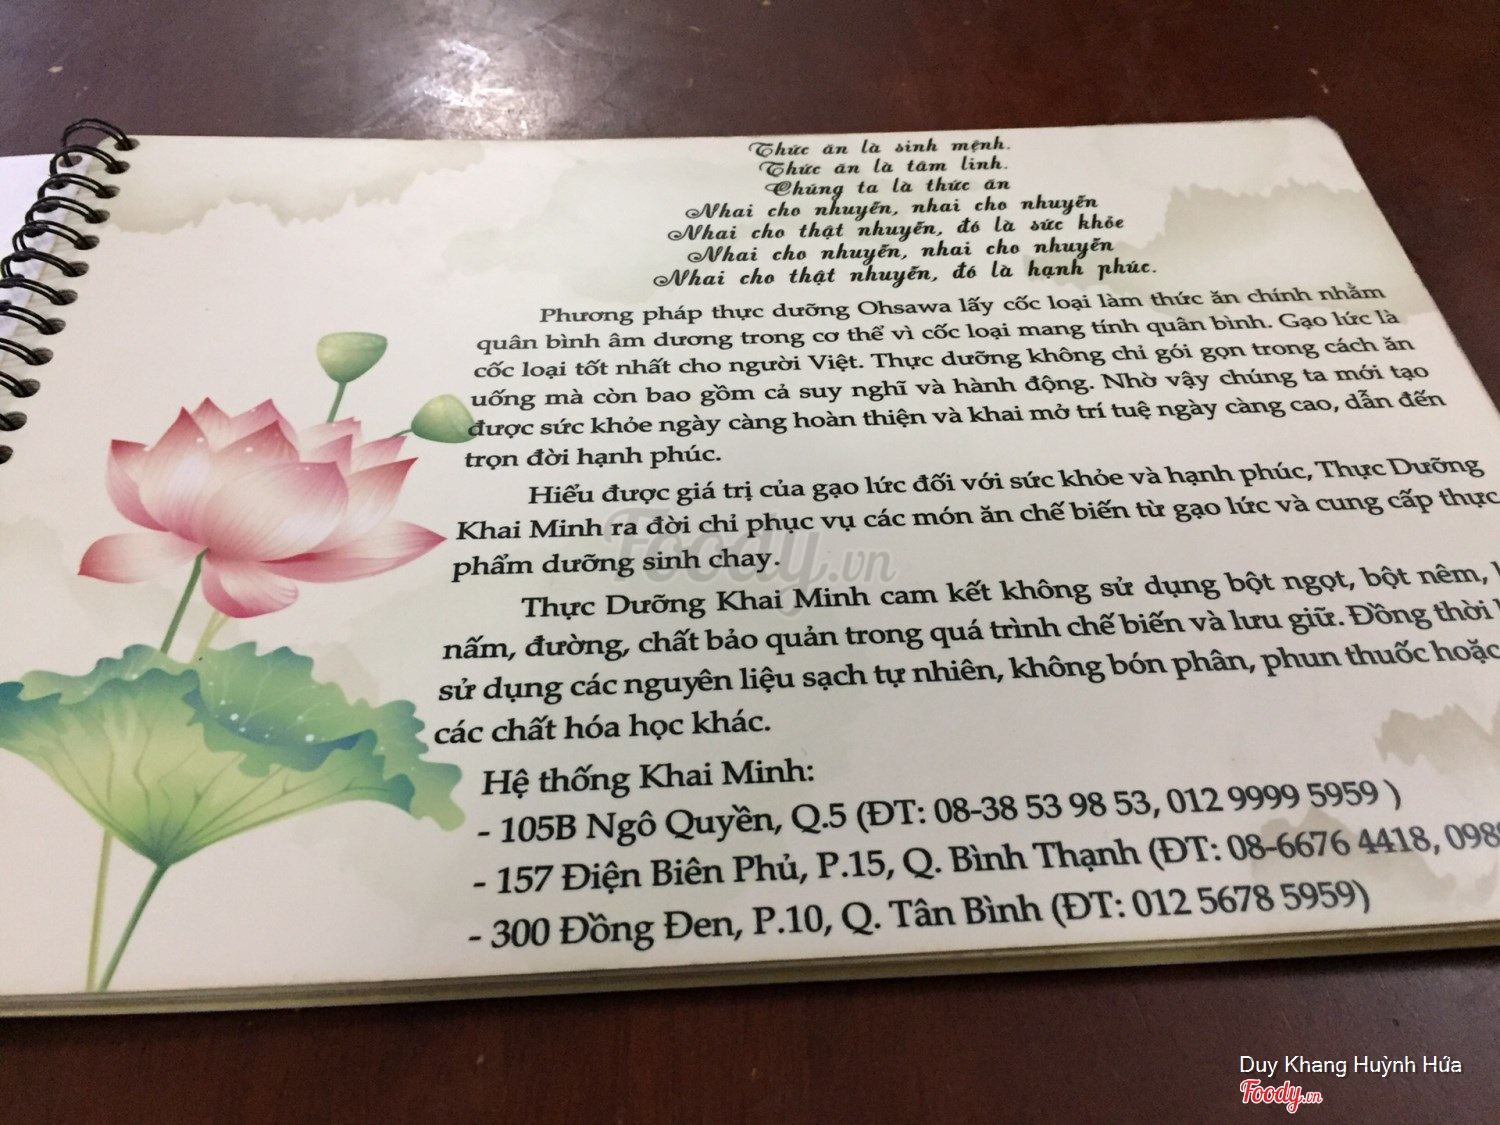 Thức ăn là sinh mệnh.
Thức ăn là tâm linh.
Chúng ta là thức ăn
Nhai cho nhuyễn, nhai cho nhuyễn
Nhai cho thật nhuyễn, đó là sức khỏe
Nhai cho nhuyễn, nhai cho nhuyễn
Nhai cho thật nhuyễn, đó là hạnh phúc.
Phương pháp thực dưỡng Ohsawa lấy cốc loại làm thức ăn chính nhằm
quân bình âm dương trong cơ thể vì cốc loại mang tính quân bình. Gạo lức là
cốc loại tốt nhất cho người Việt. Thực dưỡng không chỉ gói gọn trong cách ăn
uống mà còn bao gồm cả suy nghĩ và hành động. Nhờ vậy chúng ta mới tạo
được sức khỏe ngày càng hoàn thiện và khai mở trí tuệ ngày càng cao, dẫn đến
trọn đời hạnh phúc.
Hiểu được giá trị của gạo lức đối với sức khỏe và hạnh phúc, Thực Dưỡng
Khai Minh ra đời chỉ phục vụ các món ăn chế biến từ gạo lức và cung cấp thực
phẩm dưỡng sinh chay.
Foody.vn
Thực Dưỡng Khai Minh cam kết không sử dụng bột ngọt, bột nêm,
nấm, đường, chất bảo quản trong quá trình chế biến và lưu giữ. Đồng thời
sử dụng các nguyên liệu sạch tự nhiên, không bón phân, phun thuốc hoặc
các chất hóa học khác.
Hệ thống Khai Minh:
- 105B Ngô Quyền, Q.5 (ĐT: 08-38 53 98 53, 012 9999 5959 )
- 157 Điện Biên Phủ, P.15, Q. Bình Thạnh (ĐT: 08-6676 4418, 098
- 300 Đồng Đen, P.10, Q. Tân Bình (ĐT: 012 5678 5959)
Duy Khang Huỳnh Hứa
Foody.vn